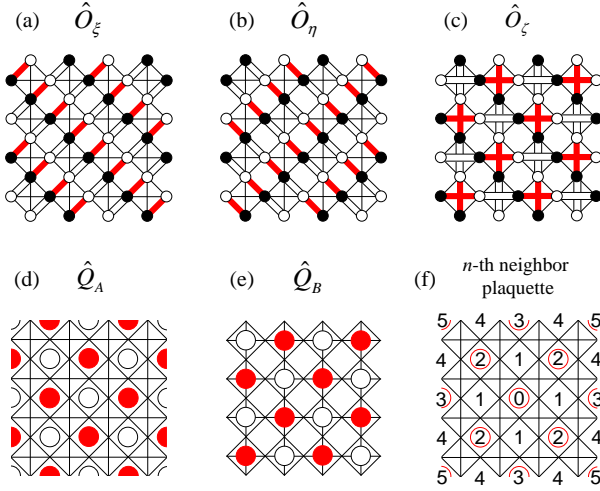 (a) Ô_ξ (b) Ô_η (c) Ô_ζ
(d) Q̂_A (e) Q̂_B (f) n-th neighbor
plaquette
5 4 3 4 5
4 2 1 2 4
3 1 0 1 3
4 2 1 2 4
5 4 3 4 5